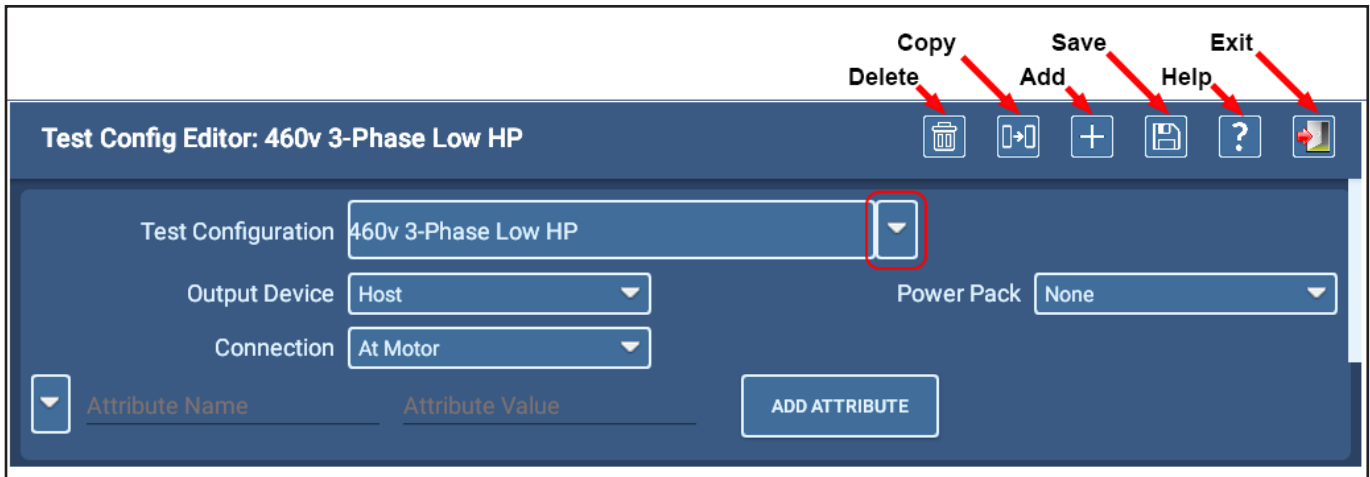 Copy Save Exit
Delete Add Help
Test Config Editor: 460v 3-Phase Low HP
Test Configuration 460v 3-Phase Low HP
Output Device Host Power Pack None
Connection At Motor
Attribute Name Attribute Value ADD ATTRIBUTE